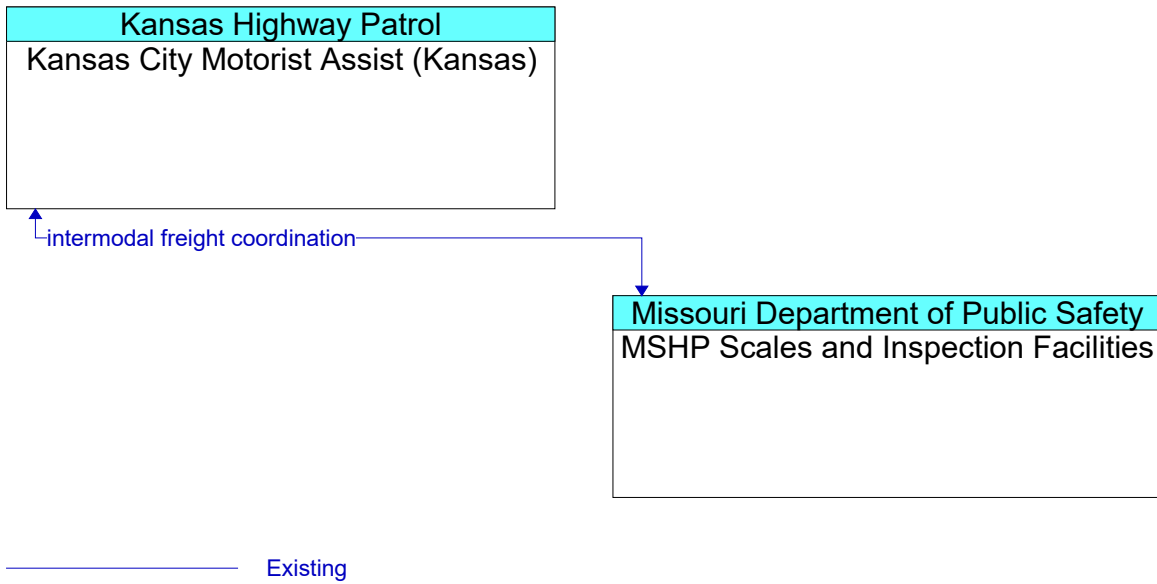 Kansas Highway Patrol
Kansas City Motorist Assist (Kansas)
intermodal freight coordination
Missouri Department of Public Safety
MSHP Scales and Inspection Facilities
Existing